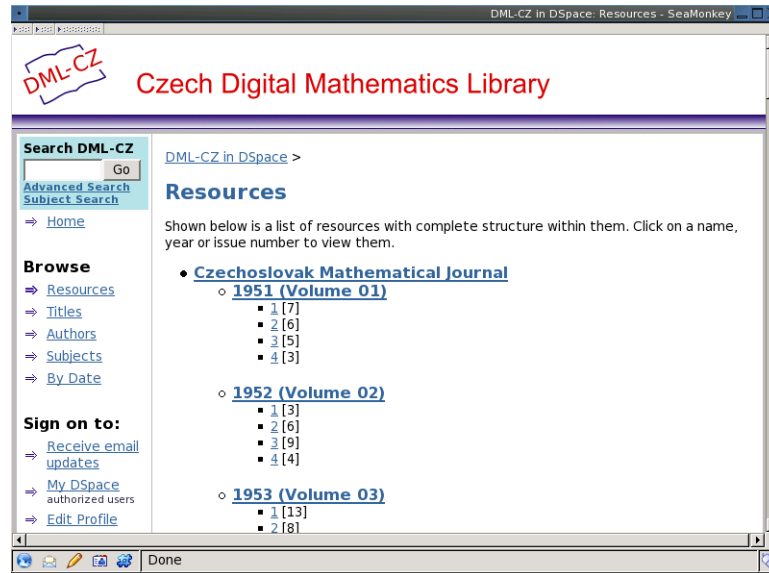 DML-CZ in DSpace: Resources - SeaMonkey
DML-CZ
Czech Digital Mathematics Library
Search DML-CZ
Go
Advanced Search
Subject Search
⇒ Home
Browse
⇒ Resources
⇒ Titles
⇒ Authors
⇒ Subjects
⇒ By Date
Sign on to:
⇒ Receive email
updates
⇒ My DSpace
authorized users
⇒ Edit Profile
DML-CZ in DSpace >
Resources
Shown below is a list of resources with complete structure within them. Click on a name,
year or issue number to view them.
• Czechoslovak Mathematical Journal
◦ 1951 (Volume 01)
▪ 1 [7]
▪ 2 [6]
▪ 3 [5]
▪ 4 [3]
◦ 1952 (Volume 02)
▪ 1 [3]
▪ 2 [6]
▪ 3 [9]
▪ 4 [4]
◦ 1953 (Volume 03)
▪ 1 [13]
▪ 2 [8]
Done